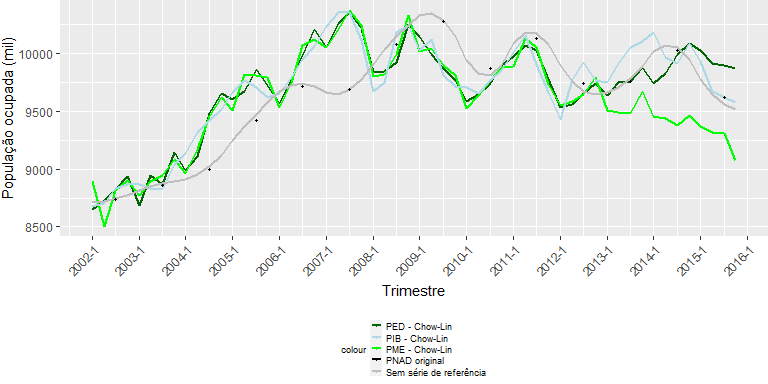 População ocupada (mil)
10000
9500
9000
8500
2002-1
2003-1
2004-1
2005-1
2006-1
2007-1
2008-1
2009-1
2010-1
2011-1
2012-1
2013-1
2014-1
2015-1
2016-1
Trimestre
colour
PED - Chow-Lin
PIB - Chow-Lin
PME - Chow-Lin
PNAD original
Sem série de referência